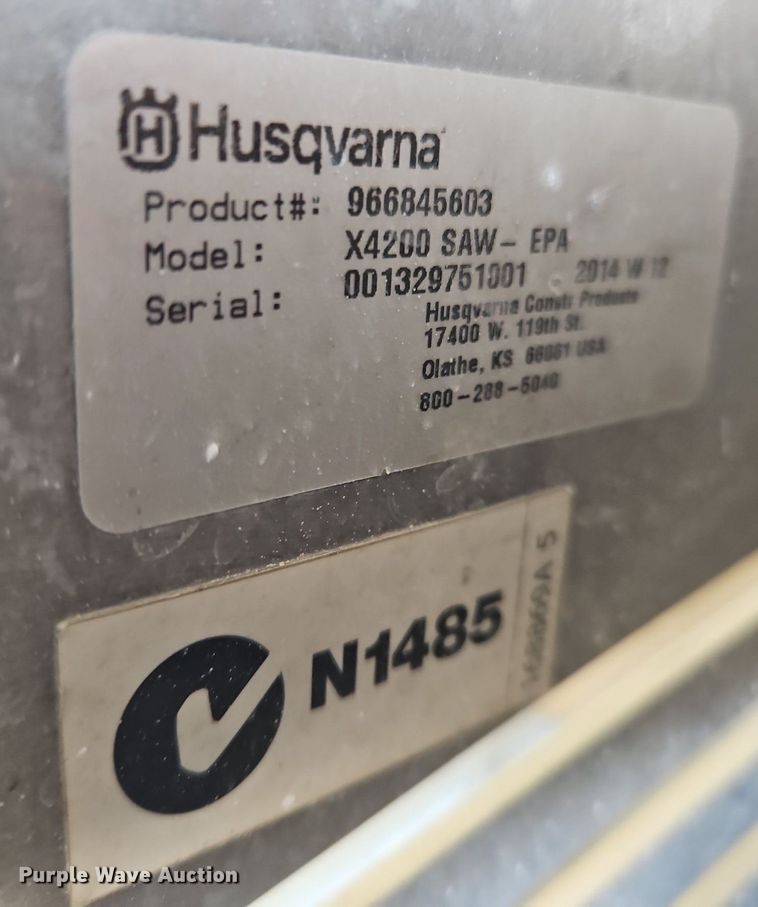 Husqvarna
Product#: 966845603
Model: X4200 SAW- EPA
Serial: 001329751001 2014 W 12
Husqvarna Constr Products
17400 W. 119th St.
Olathe, KS 66061 USA
800-288-5040
N1485
Purple Wave Auction